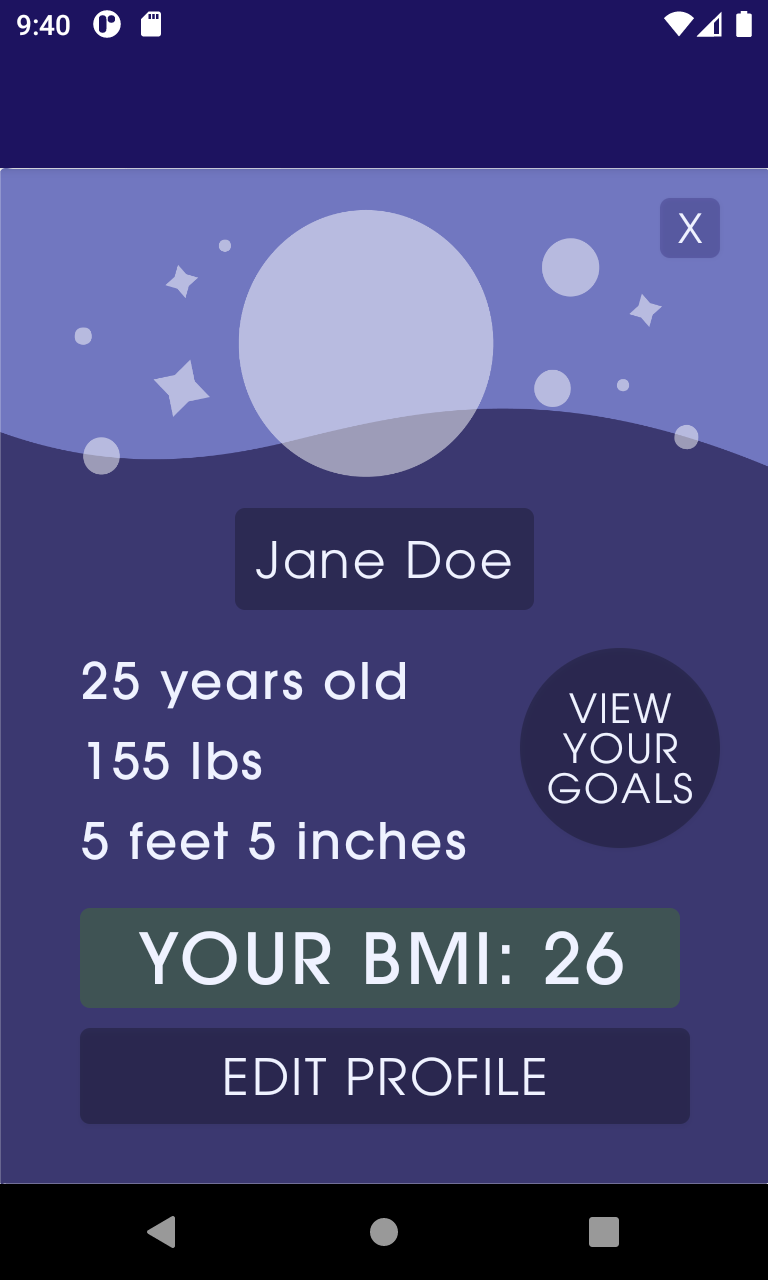 9:40
X
Jane Doe
25 years old
155 lbs
5 feet 5 inches
VIEW
YOUR
GOALS
YOUR BMI: 26
EDIT PROFILE